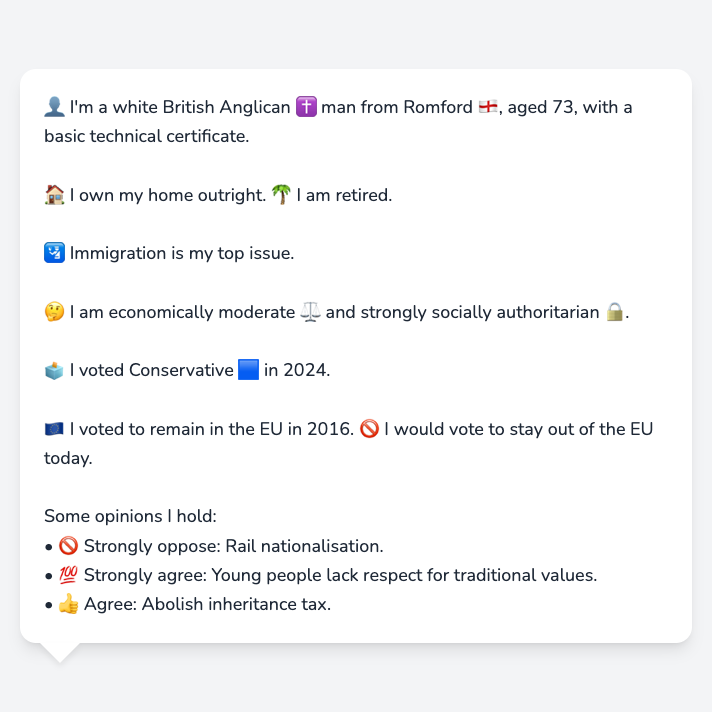 👤 I'm a white British Anglican ✝️ man from Romford 🏴󠁧󠁢󠁥󠁮󠁧󠁿, aged 73, with a
basic technical certificate.
🏠 I own my home outright. 🌴 I am retired.
🛂 Immigration is my top issue.
🤔 I am economically moderate ⚖️ and strongly socially authoritarian 🔒.
🗳️ I voted Conservative 🟦 in 2024.
🇪🇺 I voted to remain in the EU in 2016. 🚫 I would vote to stay out of the EU
today.
Some opinions I hold:
• 🚫 Strongly oppose: Rail nationalisation.
• 💯 Strongly agree: Young people lack respect for traditional values.
• 👍 Agree: Abolish inheritance tax.